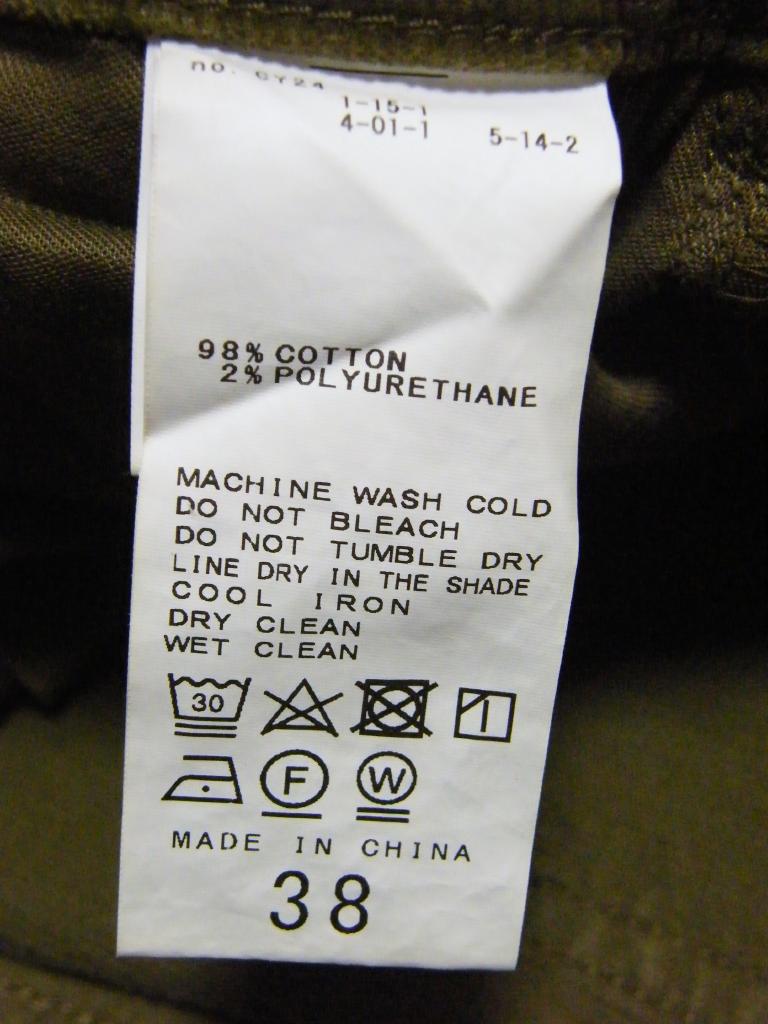 no. CY24
1-15-1
4-01-1 5-14-2
98% COTTON
2% POLYURETHANE
MACHINE WASH COLD
DO NOT BLEACH
DO NOT TUMBLE DRY
LINE DRY IN THE SHADE
COOL IRON
DRY CLEAN
WET CLEAN
30
F W
MADE IN CHINA
38